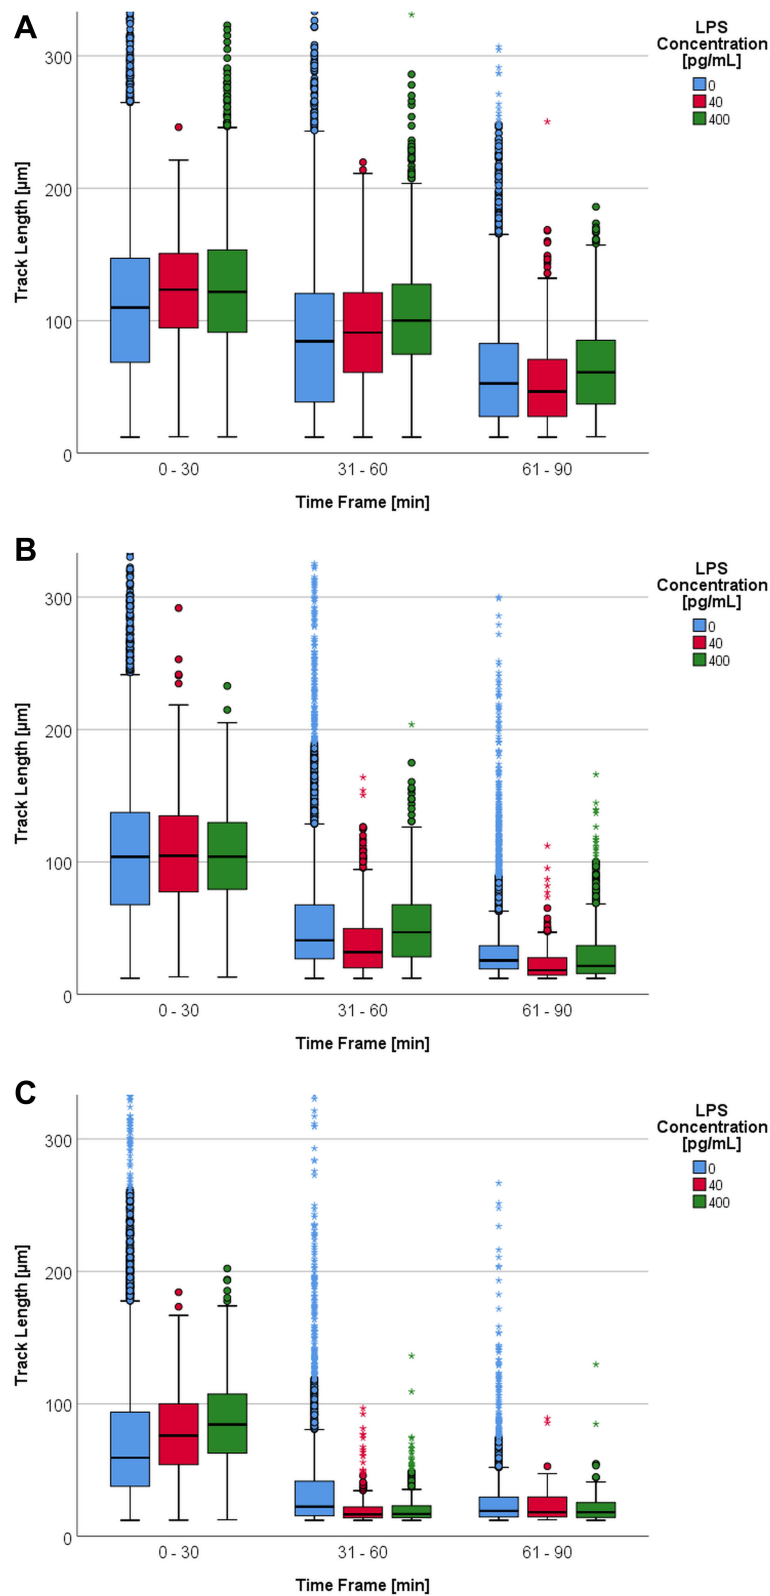 A
LPS
Concentration
[pg/mL]
0
40
400
Track Length [µm]
300
200
100
0
0 - 30
31 - 60
61 - 90
Time Frame [min]
B
LPS
Concentration
[pg/mL]
0
40
400
Track Length [µm]
300
200
100
0
0 - 30
31 - 60
61 - 90
Time Frame [min]
C
LPS
Concentration
[pg/mL]
0
40
400
Track Length [µm]
300
200
100
0
0 - 30
31 - 60
61 - 90
Time Frame [min]